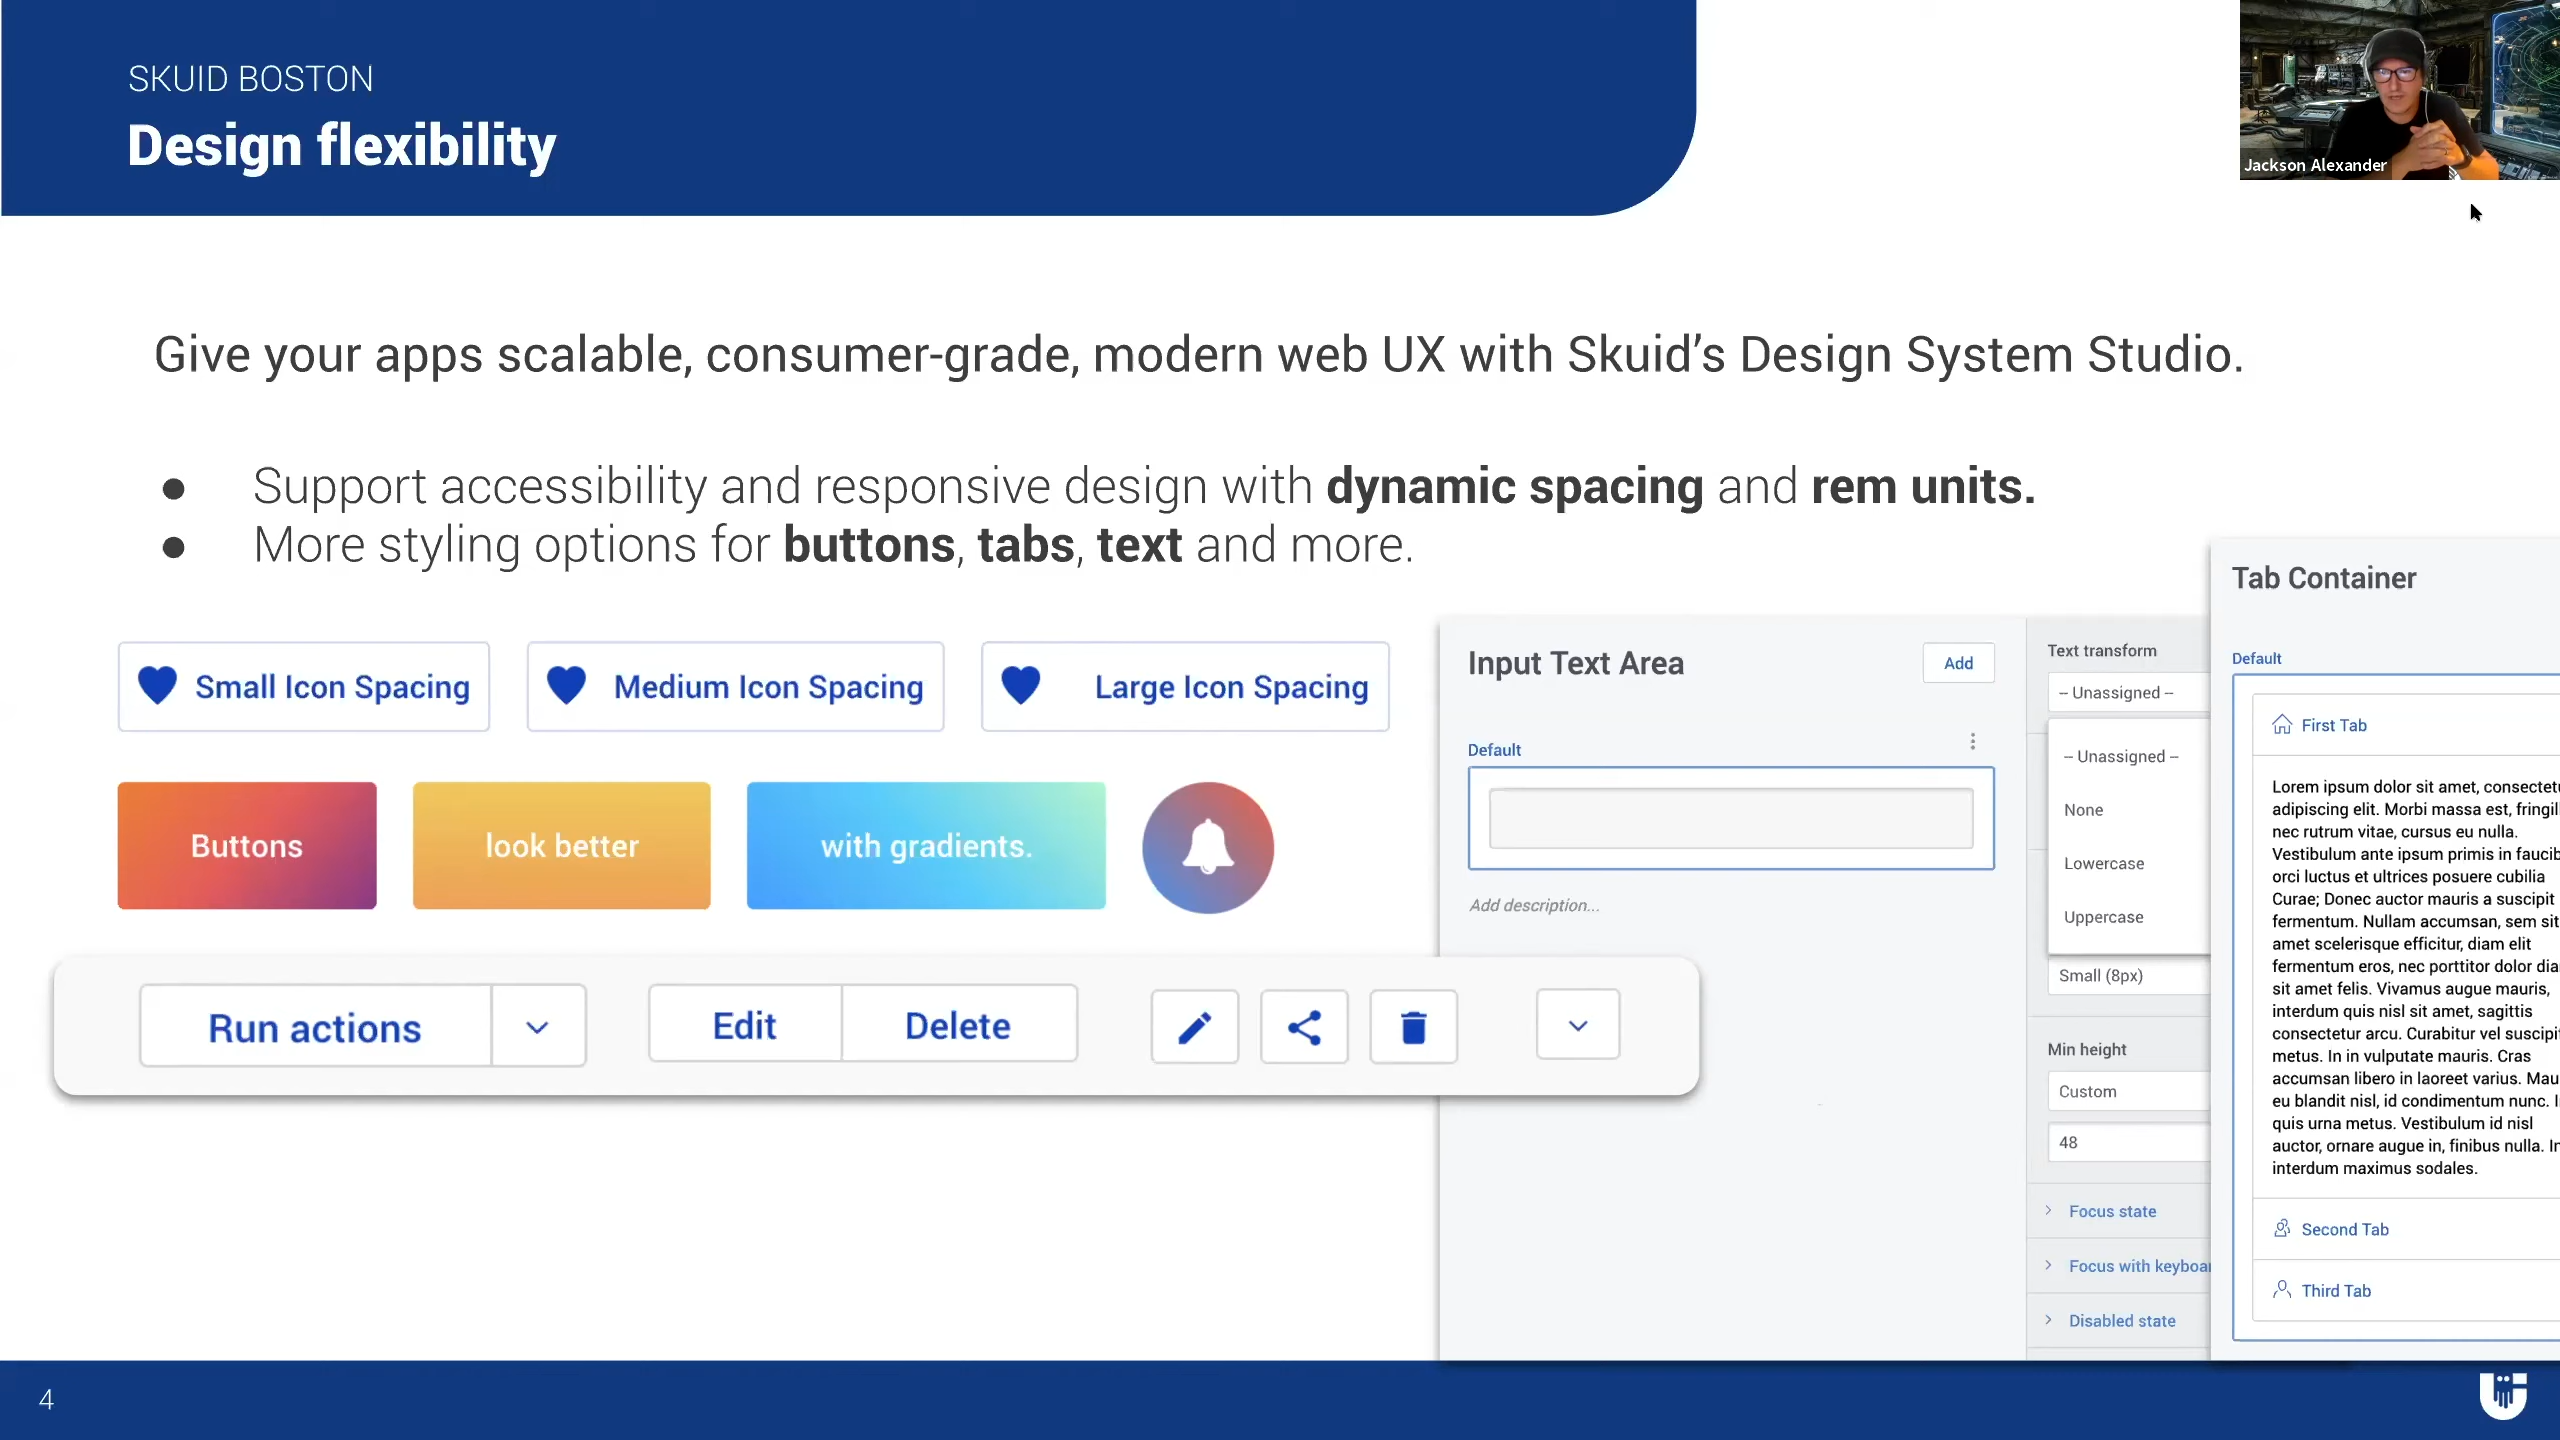 SKUID BOSTON
Design flexibility
Jackson Alexander
Give your apps scalable, consumer-grade, modern web UX with Skuid’s Design System Studio.
● Support accessibility and responsive design with dynamic spacing and rem units.
● More styling options for buttons, tabs, text and more.
Small Icon Spacing
Medium Icon Spacing
Large Icon Spacing
Buttons
look better
with gradients.
Run actions
Edit
Delete
Input Text Area
Add
Default
Add description...
Text transform
-- Unassigned --
-- Unassigned --
None
Lowercase
Uppercase
Small (8px)
Min height
Custom
48
Focus state
Focus with
Disabled state
Tab Container
Default
First Tab
Lorem ipsum dolor sit amet,
adipiscing elit. Morbi massa est,
nec rutrum vitae, cursus eu nulla.
Vestibulum ante ipsum primis in
orci luctus et ultrices posuere cubilia
Curae; Donec auctor mauris a suscipit
fermentum. Nullam accumsan, sem sit
amet scelerisque efficitur, diam elit
fermentum eros, nec porttitor dolor
sit amet felis. Vivamus augue mauris,
interdum quis nisl sit amet, sagittis
consectetur arcu. Curabitur vel
metus. In in vulputate mauris. Cras
accumsan libero in laoreet varius.
eu blandit nisl, id condimentum nunc.
quis urna metus. Vestibulum id nisl
auctor, ornare augue in, finibus nulla.
interdum maximus sodales.
Second Tab
Third Tab
4